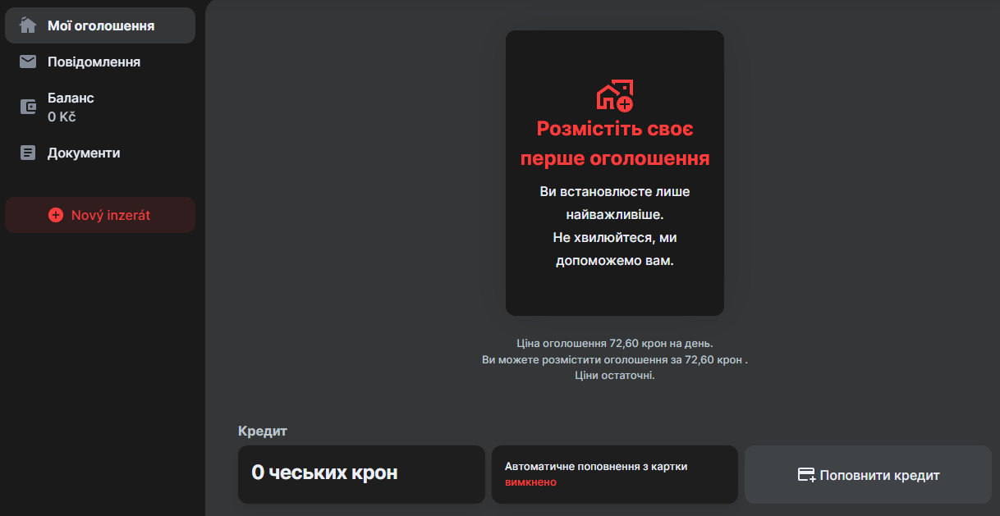 Мої оголошення
Повідомлення
Баланс
0 Kč
Документи
Nový inzerát
Розмістіть своє
перше оголошення
Ви встановлюєте лише
найважливіше.
Не хвилюйтеся, ми
допоможемо вам.
Ціна оголошення 72,60 крон на день.
Ви можете розмістити оголошення за 72,60 крон .
Ціни остаточні.
Кредит
0 чеських крон
Автоматичне поповнення з картки
вимкнено
Поповнити кредит